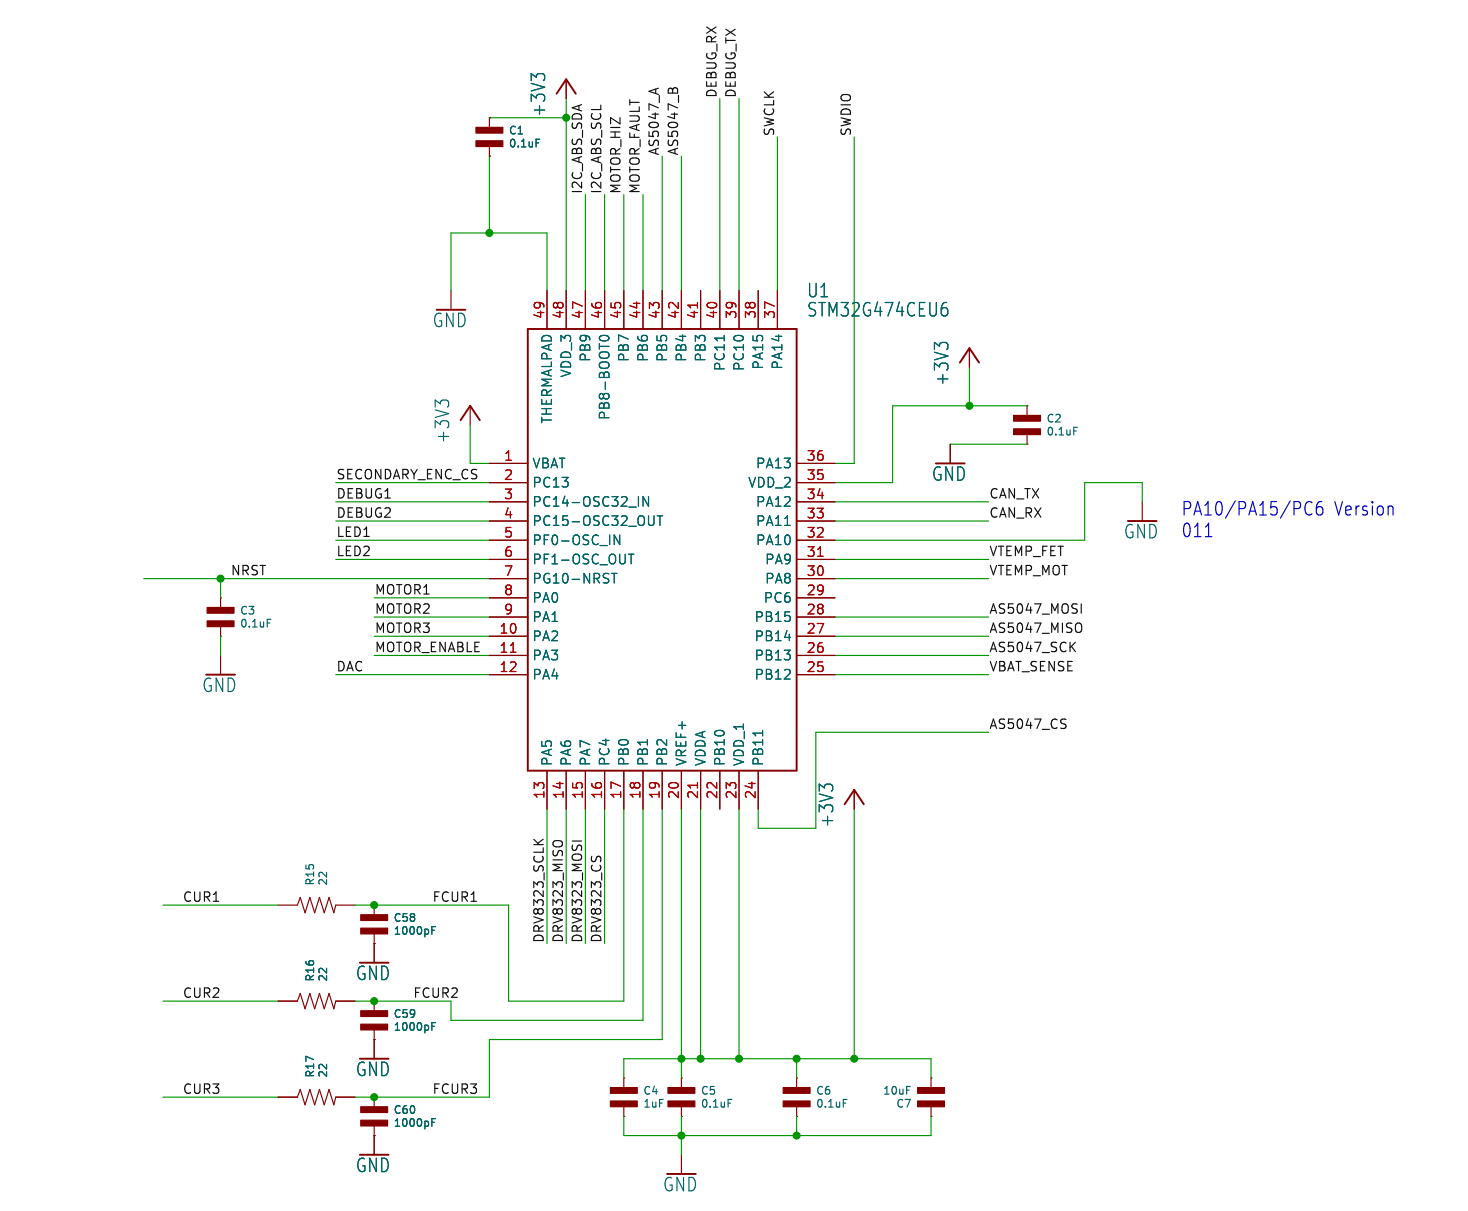 +3V3
C1
0.1uF
GND
I2C_ABS_SDA
I2C_ABS_SCL
MOTOR_HIZ
MOTOR_FAULT
AS5047_A
AS5047_B
DEBUG_RX
DEBUG_TX
SWCLK
SWDIO
U1
STM32G474CEU6
49
48
47
46
45
44
43
42
41
40
39
38
37
THERMALPAD
VDD_3
PB9
PB8-BOOT0
PB7
PB6
PB5
PB4
PB3
PC11
PC10
PA15
PA14
+3V3
+3V3
C2
0.1uF
GND
1 VBAT
SECONDARY_ENC_CS 2 PC13
DEBUG1 3 PC14-OSC32_IN
DEBUG2 4 PC15-OSC32_OUT
LED1 5 PF0-OSC_IN
LED2 6 PF1-OSC_OUT
NRST 7 PG10-NRST
MOTOR1 8 PA0
MOTOR2 9 PA1
MOTOR3 10 PA2
MOTOR_ENABLE 11 PA3
DAC 12 PA4
C3
0.1uF
GND
PA13 36
VDD_2 35
PA12 34 CAN_TX
PA11 33 CAN_RX
PA10 32
PA9 31 VTEMP_FET
PA8 30 VTEMP_MOT
PC6 29
PB15 28 AS5047_MOSI
PB14 27 AS5047_MISO
PB13 26 AS5047_SCK
PB12 25 VBAT_SENSE
GND
PA10/PA15/PC6 Version
011
AS5047_CS
PA5
PA6
PA7
PC4
PB0
PB1
PB2
VREF+
VDDA
PB10
VDD_1
PB11
13
14
15
16
17
18
19
20
21
22
23
24
+3V3
DRV8323_SCLK
DRV8323_MISO
DRV8323_MOSI
DRV8323_CS
CUR1
R15
22
FCUR1
C58
1000pF
GND
CUR2
R16
22
FCUR2
C59
1000pF
GND
CUR3
R17
22
FCUR3
C60
1000pF
GND
C4
1uF
C5
0.1uF
C6
0.1uF
10uF
C7
GND